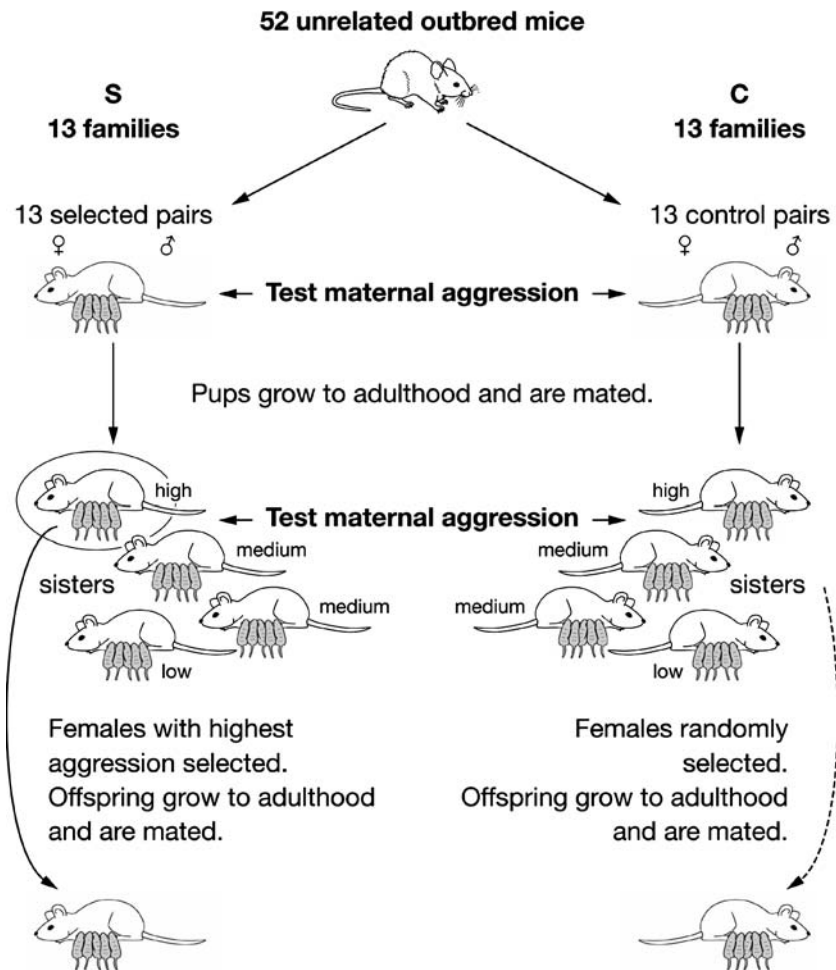 52 unrelated outbred mice
S
13 families
C
13 families
13 selected pairs
♀ ♂
13 control pairs
♀ ♂
Test maternal aggression
Pups grow to adulthood and are mated.
high
Test maternal aggression
high
medium
medium
sisters
sisters
medium
medium
low
low
Females with highest
aggression selected.
Offspring grow to adulthood
and are mated.
Females randomly
selected.
Offspring grow to adulthood
and are mated.